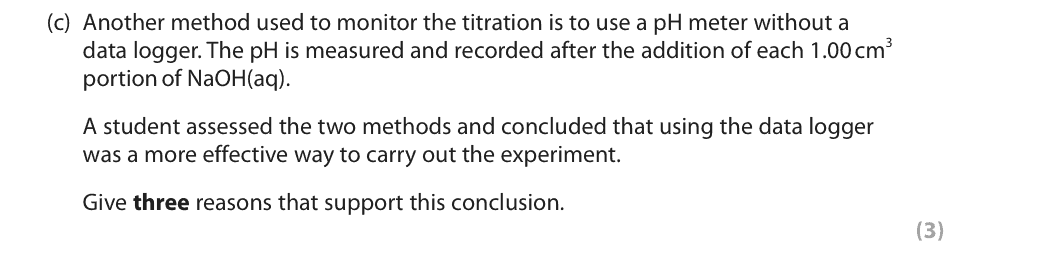 (c) Another method used to monitor the titration is to use a pH meter without a
data logger. The pH is measured and recorded after the addition of each 1.00 cm³
portion of NaOH(aq).
A student assessed the two methods and concluded that using the data logger
was a more effective way to carry out the experiment.
Give three reasons that support this conclusion.
(3)